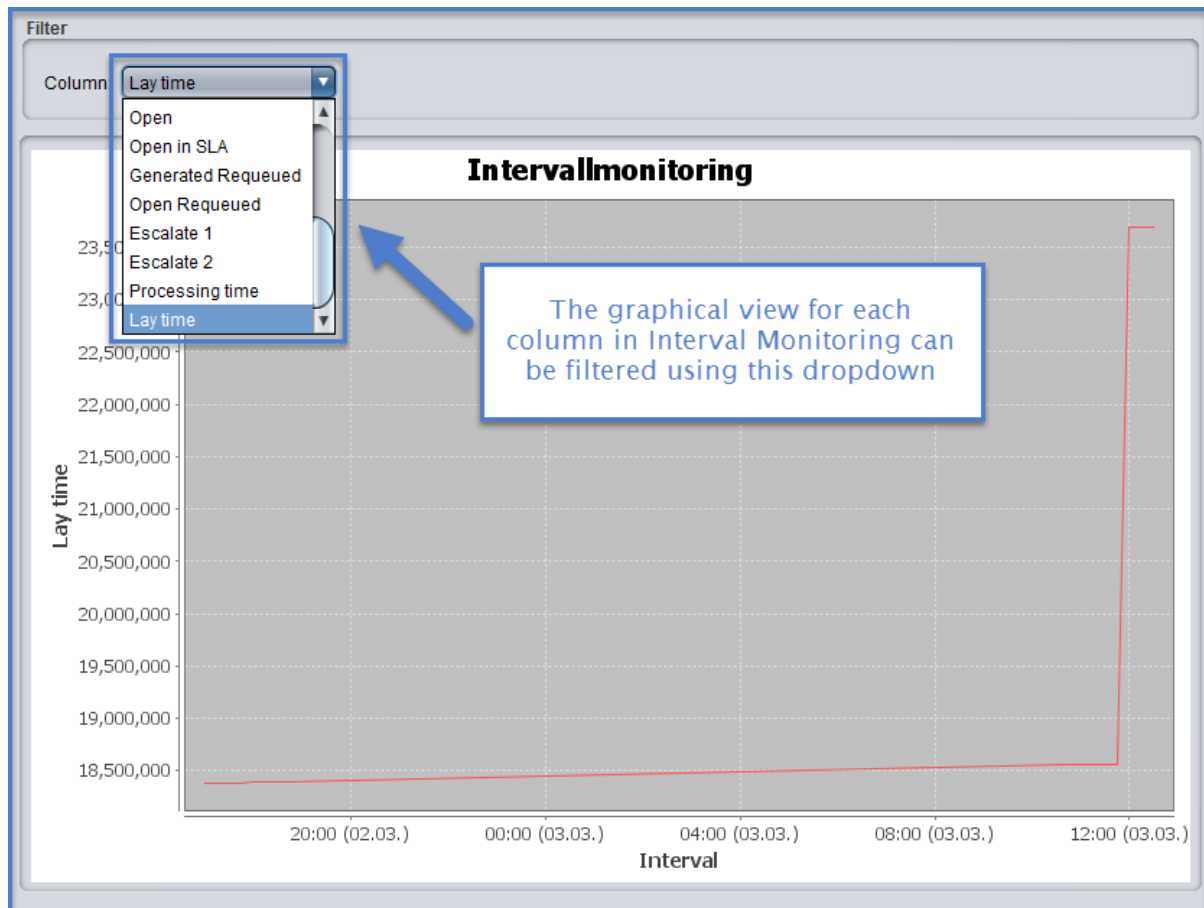 Filter
Column:
Lay time
Open
Open in SLA
Generated Requeued
Open Requeued
Escalate 1
Escalate 2
Processing time
Lay time
Intervallmonitoring
The graphical view for each
column in Interval Monitoring can
be filtered using this dropdown
Lay time
22,500,000
22,000,000
21,500,000
21,000,000
20,500,000
20,000,000
19,500,000
19,000,000
18,500,000
20:00 (02.03.) 00:00 (03.03.) 04:00 (03.03.) 08:00 (03.03.) 12:00 (03.03.)
Interval